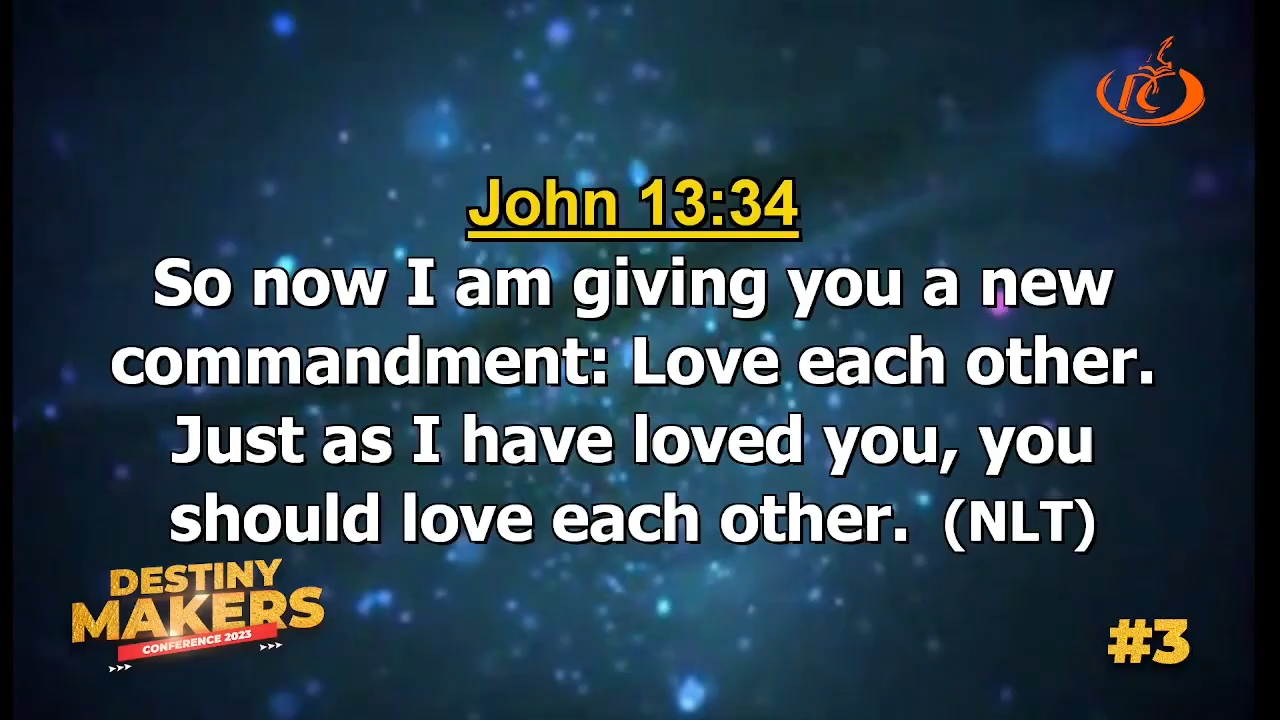 John 13:34
So now I am giving you a new
commandment: Love each other.
Just as I have loved you, you
should love each other. (NLT)
DESTINY
MAKERS
CONFERENCE 2023
#3